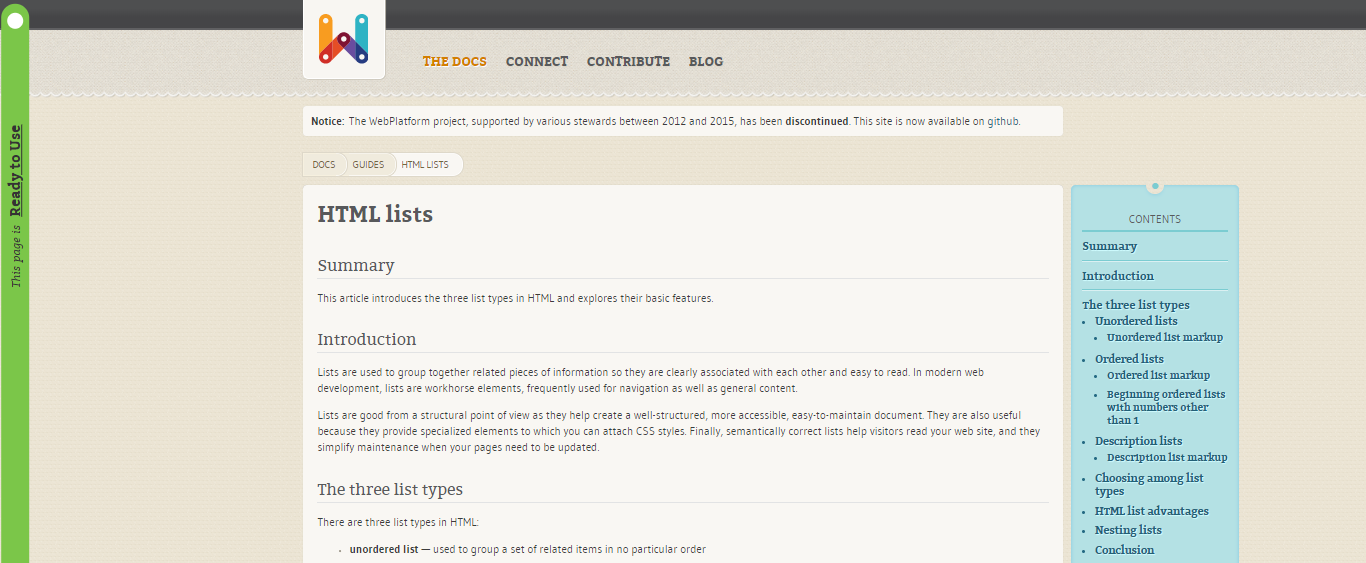 THE DOCS CONNECT CONTRIBUTE BLOG
Notice: The WebPlatform project, supported by various stewards between 2012 and 2015, has been discontinued. This site is now available on github.
DOCS GUIDES HTML LISTS
This page is Ready to Use
HTML lists
Summary
This article introduces the three list types in HTML and explores their basic features.
Introduction
Lists are used to group together related pieces of information so they are clearly associated with each other and easy to read. In modern web
development, lists are workhorse elements, frequently used for navigation as well as general content.
Lists are good from a structural point of view as they help create a well-structured, more accessible, easy-to-maintain document. They are also useful
because they provide specialized elements to which you can attach CSS styles. Finally, semantically correct lists help visitors read your web site, and they
simplify maintenance when your pages need to be updated.
The three list types
There are three list types in HTML:
• unordered list — used to group a set of related items in no particular order
CONTENTS
Summary
Introduction
The three list types
• Unordered lists
• Unordered list markup
• Ordered lists
• Ordered list markup
• Beginning ordered lists
with numbers other
than 1
• Description lists
• Description list markup
• Choosing among list
types
• HTML list advantages
• Nesting lists
• Conclusion